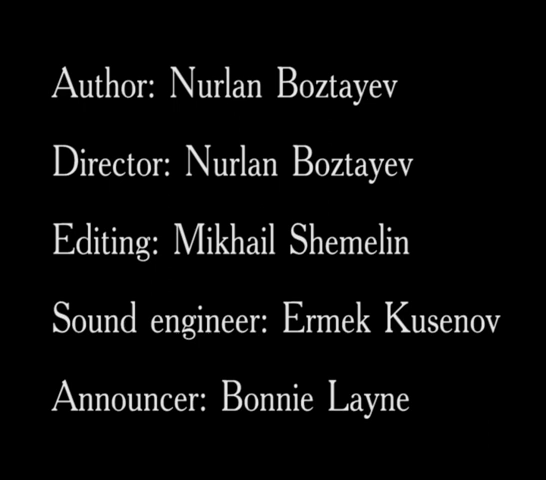 Author: Nurlan Boztayev
Director: Nurlan Boztayev
Editing: Mikhail Shemelin
Sound engineer: Ermek Kusenov
Announcer: Bonnie Layne